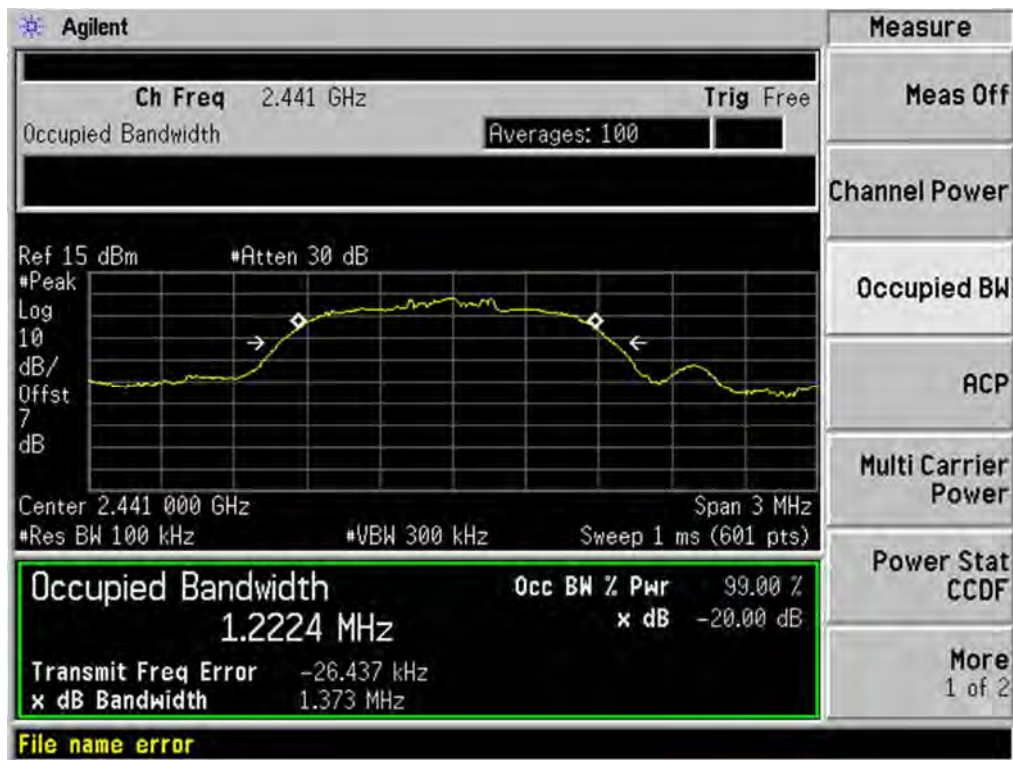 Agilent
Measure
Ch Freq 2.441 GHz Trig Free
Occupied Bandwidth Averages: 100
Meas Off
Channel Power
Occupied BW
ACP
Multi Carrier
Power
Power Stat
CCDF
More
1 of 2
Ref 15 dBm #Atten 30 dB
#Peak
Log
10
dB/
Offst
7
dB
Center 2.441 000 GHz Span 3 MHz
#Res BW 100 kHz #VBW 300 kHz Sweep 1 ms (601 pts)
Occupied Bandwidth Occ BW % Pwr 99.00 %
1.2224 MHz x dB -20.00 dB
Transmit Freq Error -26.437 kHz
x dB Bandwidth 1.373 MHz
File name error